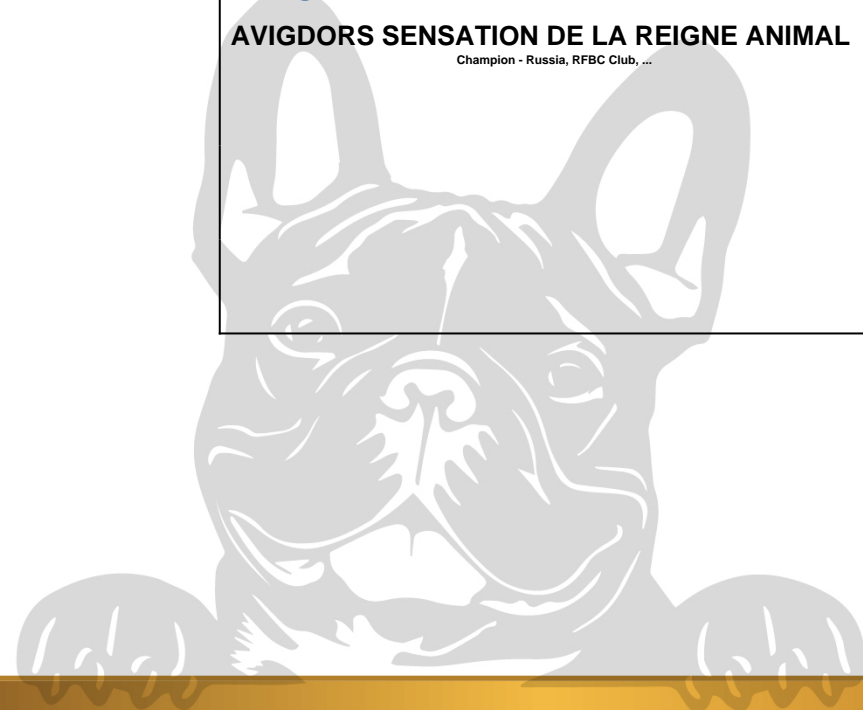 AVIGDORS SENSATION DE LA REIGNE ANIMAL
Champion - Russia, RFBC Club, ...